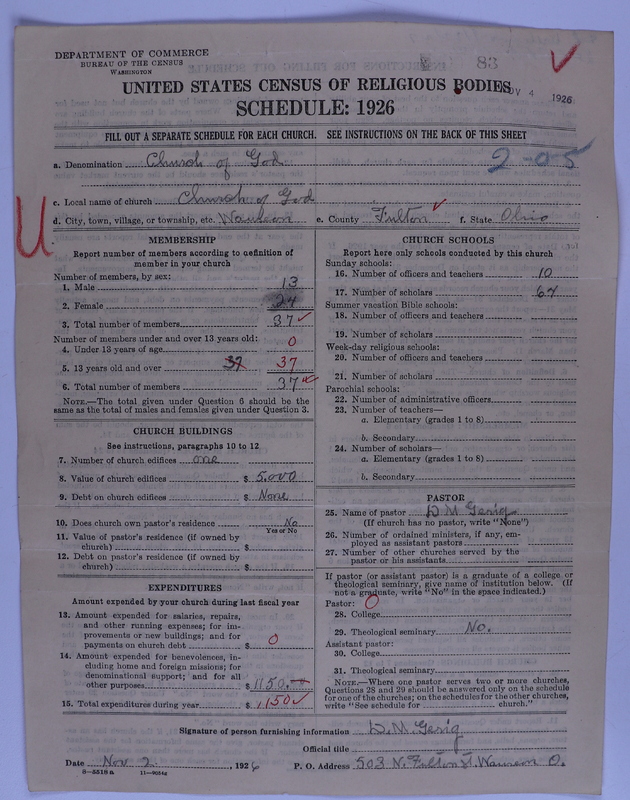 DEPARTMENT OF COMMERCE
BUREAU OF THE CENSUS
WASHINGTON
83
NOV 4 1926
UNITED STATES CENSUS OF RELIGIOUS BODIES
SCHEDULE: 1926
FILL OUT A SEPARATE SCHEDULE FOR EACH CHURCH. SEE INSTRUCTIONS ON THE BACK OF THIS SHEET
a. Denomination Church of God
2-05
c. Local name of church Church of God
d. City, town, village, or township, etc. Wauseon e. County Fulton f. State Ohio
U
MEMBERSHIP
Report number of members according to definition of
member in your church
Number of members, by sex:
1. Male 13
2. Female 24
3. Total number of members 37
Number of members under and over 13 years old:
4. Under 13 years of age 0
5. 13 years old and over 37 37
6. Total number of members 37
NOTE.—The total given under Question 6 should be
same as the total of males and females given under Question 3.
CHURCH BUILDINGS
See instructions, paragraphs 10 to 12
7. Number of church edifices one
8. Value of church edifices $ 5,000
9. Debt on church edifices $ None
10. Does church own pastor's residence No
Yes or No
11. Value of pastor's residence (if owned by
church) $
12. Debt on pastor's residence (if owned by
church) $
EXPENDITURES
Amount expended by your church during last fiscal year
13. Amount expended for salaries, repairs,
and other running expenses; for im-
provements or new buildings; and for
payments on church debt $ 0
14. Amount expended for benevolences, in-
cluding home and foreign missions; for
denominational support; and for all
other purposes $ 1150.
15. Total expenditures during year $ 1150
CHURCH SCHOOLS
Report here only schools conducted by this church
Sunday schools:
16. Number of officers and teachers 10
17. Number of scholars 64
Summer vacation Bible schools:
18. Number of officers and teachers
19. Number of scholars
Week-day religious schools:
20. Number of officers and teachers
21. Number of scholars
Parochial schools:
22. Number of administrative officers
23. Number of teachers—
a. Elementary (grades 1 to 8)
b. Secondary
24. Number of scholars—
a. Elementary (grades 1 to 8)
b. Secondary
PASTOR
25. Name of pastor D. M. Gerig
(If church has no pastor, write "None")
26. Number of ordained ministers, if any, em-
ployed as assistant pastors
27. Number of other churches served by the
pastor or his assistants
If pastor (or assistant pastor) is a graduate of a college or
theological seminary, give name of institution below. (If
not a graduate, write "No" in the space indicated.)
Pastor: 0
28. College
29. Theological seminary No.
Assistant pastor:
30. College
31. Theological seminary
NOTE.—Where one pastor serves two or more churches,
Questions 28 and 29 should be answered only on the schedule
for one of the churches; on the schedules for the other churches,
write "See schedule for church."
Signature of person furnishing information D. M. Gerig
Official title
Date Nov 2, 1926 P. O. Address 503 N. Fulton St. Wauseon O.
8-5518a 11-9054